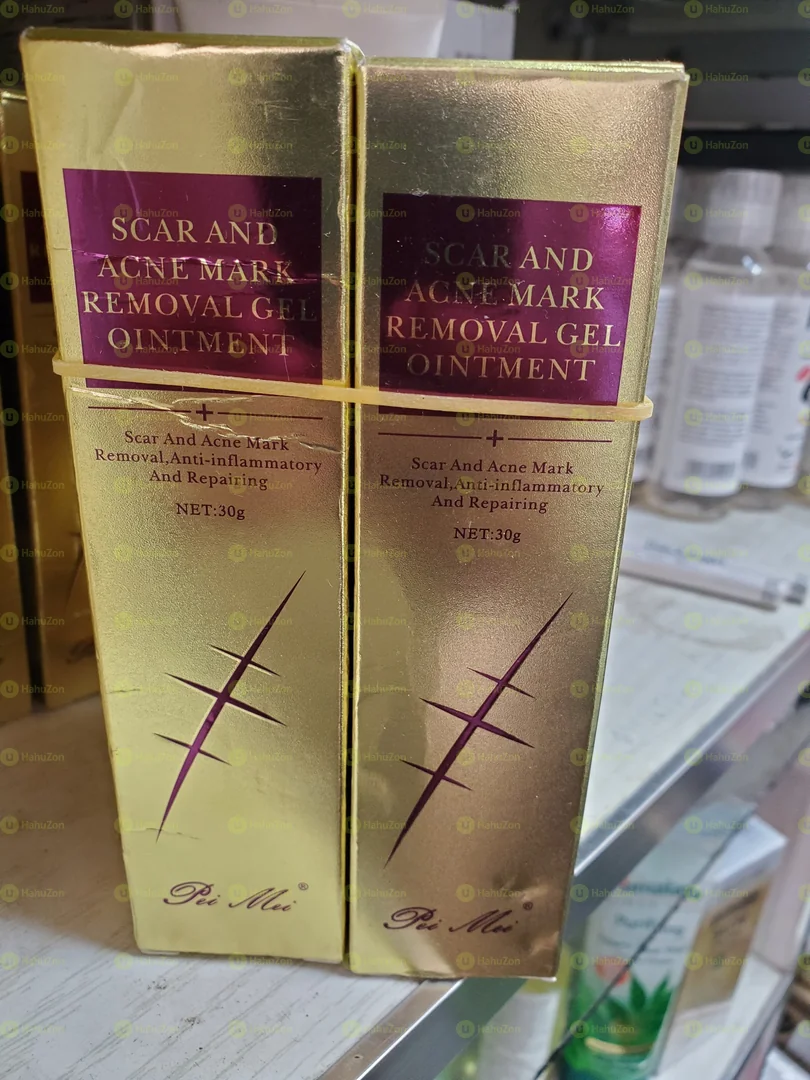 SCAR AND
ACNE MARK
REMOVAL GEL
OINTMENT
Scar And Acne Mark
Removal,Anti-inflammatory
And Repairing
NET:30g
Pei Mei®
SCAR AND
ACNE MARK
REMOVAL GEL
OINTMENT
Scar And Acne Mark
Removal,Anti-inflammatory
And Repairing
NET:30g
Pei Mei®
HahuZon